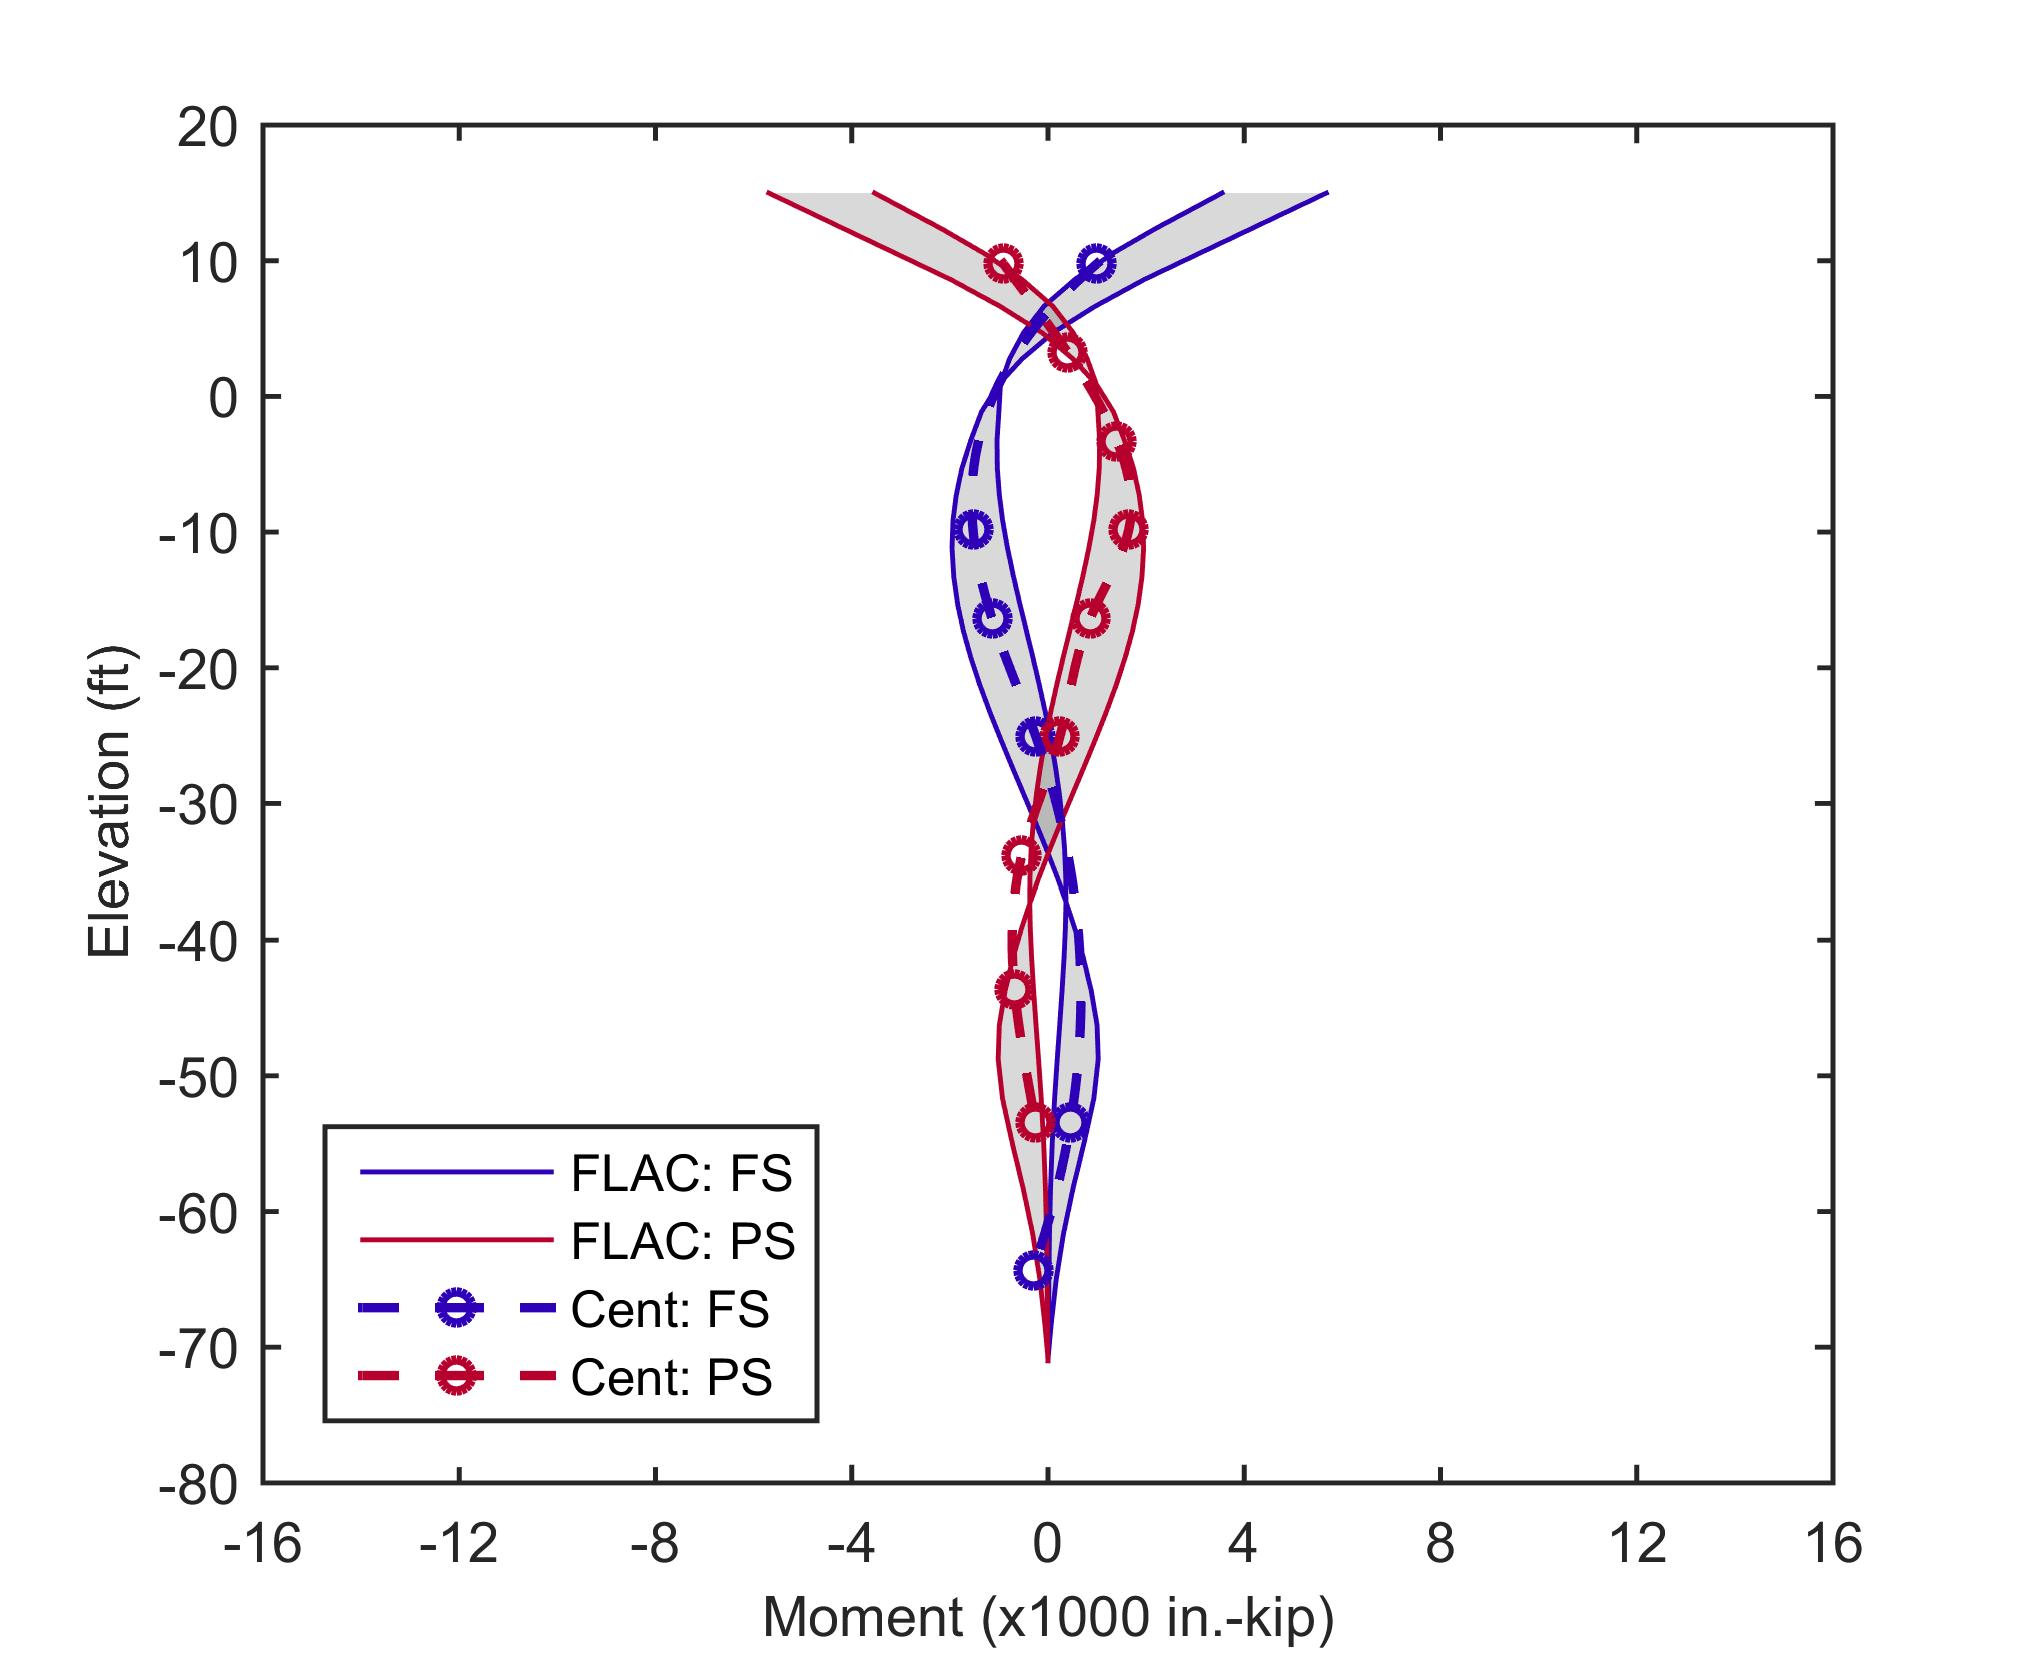 20
10
0
-10
-20
-30
-40
-50
-60
-70
-80
Elevation (ft)
FLAC: FS
FLAC: PS
Cent: FS
Cent: PS
-16 -12 -8 -4 0 4 8 12 16
Moment (x1000 in.-kip)